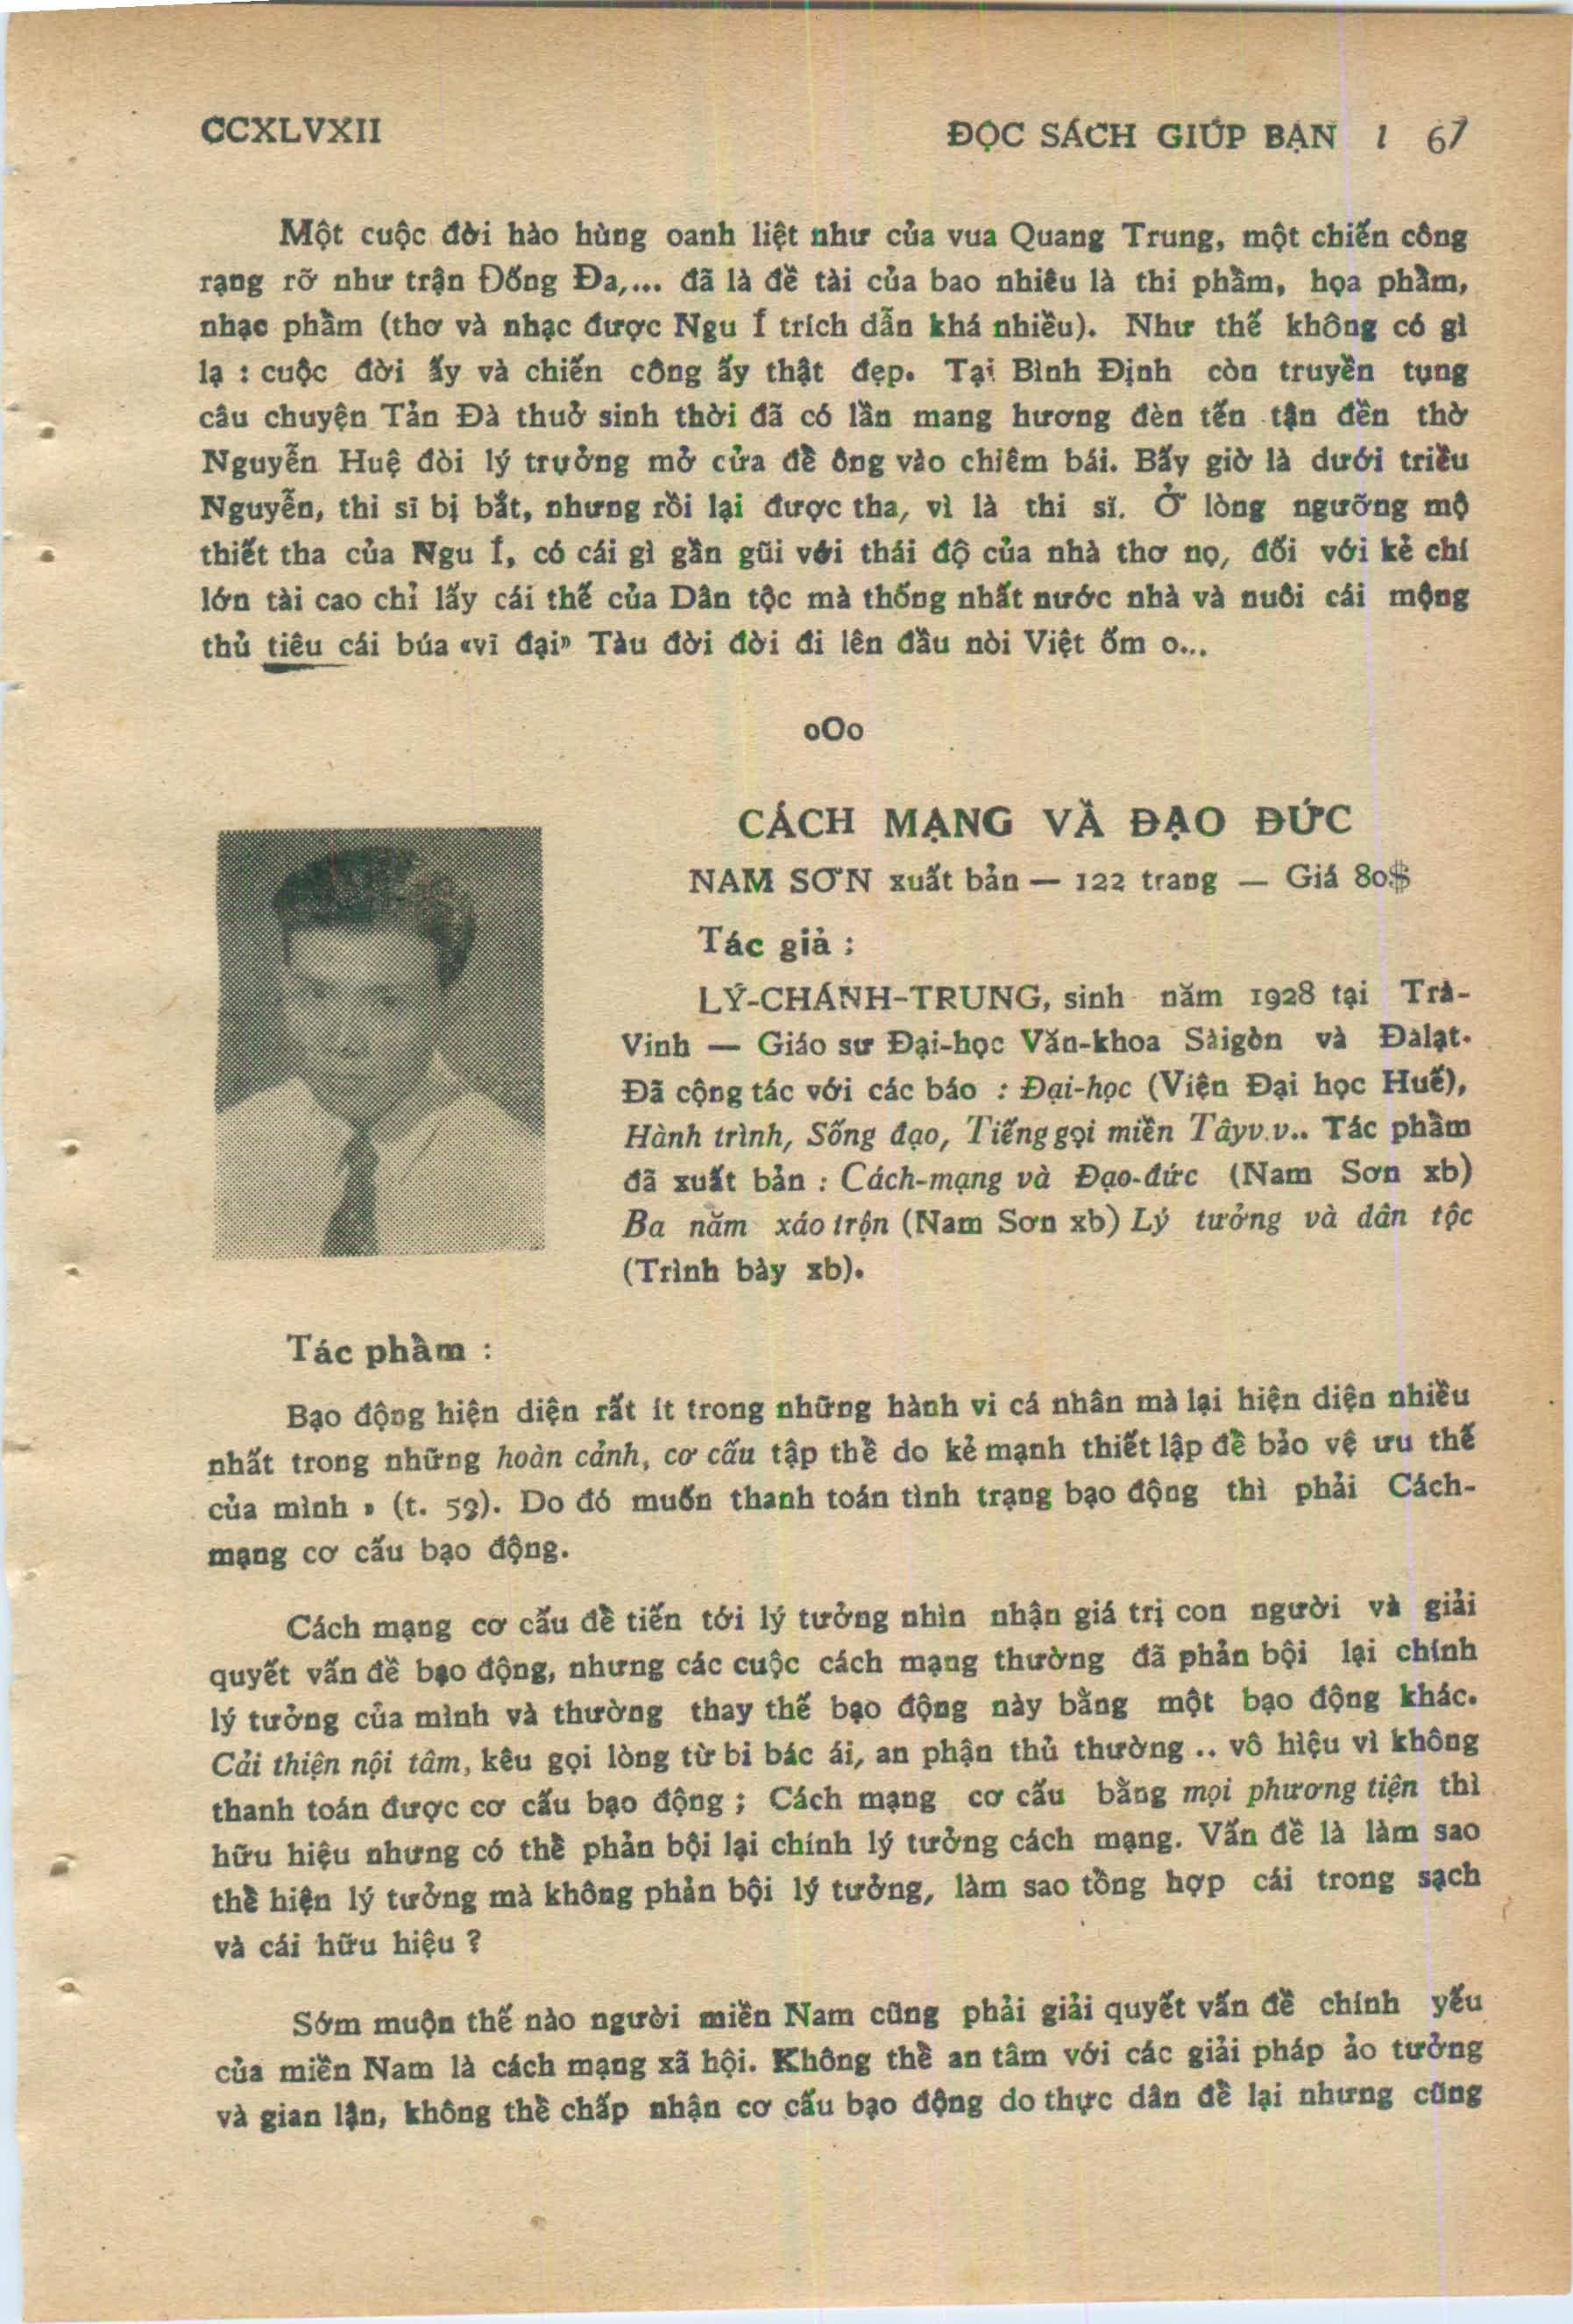 CCXLVXII
ĐỌC SÁCH GIÚP BẠN 1 67
Một cuộc đời hào hùng oanh liệt như của vua Quang Trung, một chiến công
rạng rỡ như trận Đống Đa,... đã là đề tài của bao nhiêu là thi phầm, họa phầm,
nhạc phầm (thơ và nhạc được Ngu Í trích dẫn khá nhiều). Như thế không có gì
lạ : cuộc đời ấy và chiến công ấy thật đẹp. Tại Bình Định còn truyền tụng
câu chuyện Tản Đà thuở sinh thời đã có lần mang hương đèn tến tận đền thờ
Nguyễn Huệ đòi lý trưởng mở cửa đề ông vào chiêm bái. Bấy giờ là dưới triều
Nguyễn, thi sĩ bị bắt, nhưng rồi lại được tha, vì là thi sĩ. Ở lòng ngưỡng mộ
thiết tha của Ngu Í, có cái gì gần gũi với thái độ của nhà thơ nọ, đối với kẻ chí
lớn tài cao chỉ lấy cái thế của Dân tộc mà thống nhất nước nhà và nuôi cái mộng
thủ tiêu cái búa «vĩ đại» Tàu đời đời đi lên đầu nòi Việt ốm o...
oOo
CÁCH MẠNG VÀ ĐẠO ĐỨC
NAM SƠN xuất bản — 122 trang — Giá 80$
Tác giả :
LÝ-CHÁNH-TRUNG, sinh năm 1928 tại Trà-
Vinh — Giáo sư Đại-học Văn-khoa Sàigòn và Đàlạt.
Đã cộng tác với các báo : Đại-học (Viện Đại học Huế),
Hành trình, Sống đạo, Tiếng gọi miền Tâyv.v.. Tác phầm
đã xuất bản : Cách-mạng và Đạo-đức (Nam Sơn xb)
Ba năm xáo trộn (Nam Sơn xb) Lý tưởng và dân tộc
(Trình bày xb).
Tác phầm :
Bạo động hiện diện rất ít trong những hành vi cá nhân mà lại hiện diện nhiều
nhất trong những hoàn cảnh, cơ cấu tập thề do kẻ mạnh thiết lập đề bảo vệ ưu thế
của mình » (t. 53). Do đó muốn thanh toán tình trạng bạo động thì phải Cách-
mạng cơ cấu bạo động.
Cách mạng cơ cấu đề tiến tới lý tưởng nhìn nhận giá trị con người và giải
quyết vấn đề bạo động, nhưng các cuộc cách mạng thường đã phản bội lại chính
lý tưởng của mình và thường thay thế bạo động này bằng một bạo động khác.
Cải thiện nội tâm, kêu gọi lòng từ bi bác ái, an phận thủ thường .. vô hiệu vì không
thanh toán được cơ cấu bạo động ; Cách mạng cơ cấu bằng mọi phương tiện thì
hữu hiệu nhưng có thề phản bội lại chính lý tưởng cách mạng. Vấn đề là làm sao
thề hiện lý tưởng mà không phản bội lý tưởng, làm sao tồng hợp cái trong sạch
và cái hữu hiệu ?
Sớm muộn thế nào người miền Nam cũng phải giải quyết vấn đề chính yếu
của miền Nam là cách mạng xã hội. Không thề an tâm với các giải pháp ảo tưởng
và gian lận, không thề chấp nhận cơ cấu bạo động do thực dân đề lại nhưng cũng